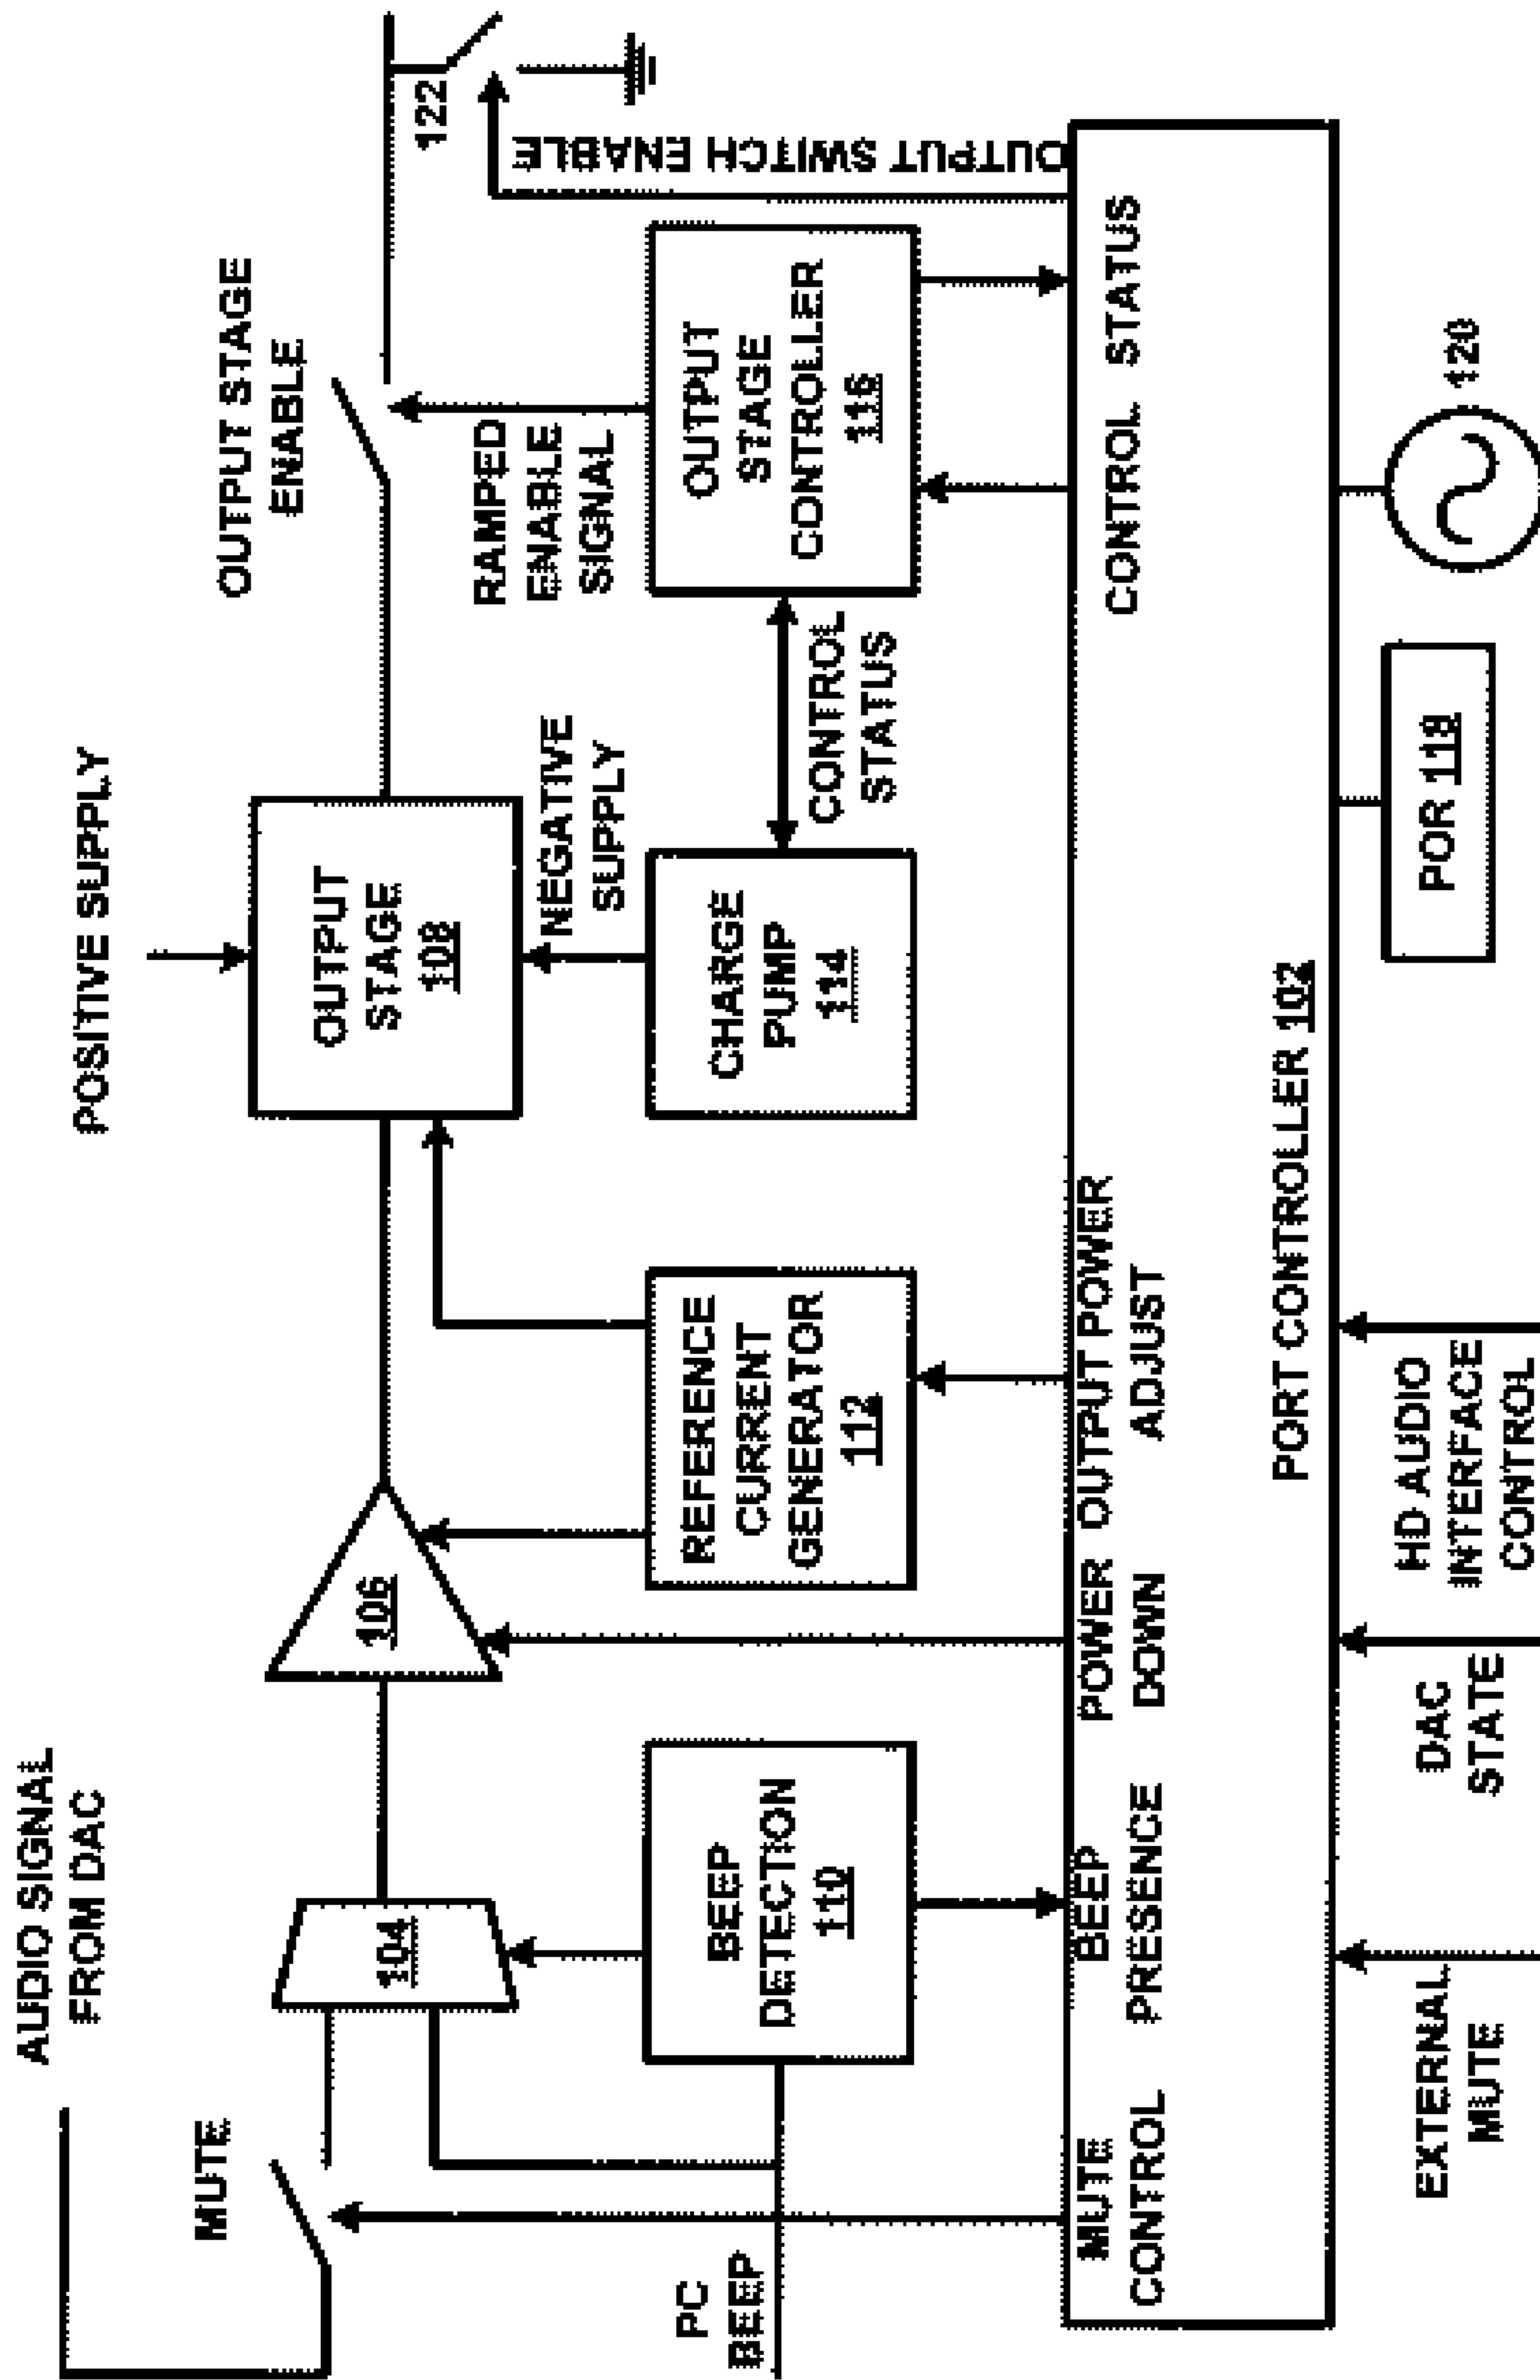 AUDIO SIGNAL
FROM DAC
MUTE
PC
BEEP
104
BEEP
DETECTION
110
106
REFERENCE
CURRENT
GENERATOR
112
POSITIVE SUPPLY
OUTPUT
STAGE
108
NEGATIVE
SUPPLY
CHARGE
PUMP
114
CONTROL
STATUS
OUTPUT STAGE
ENABLE
RAMPED
ENABLE
SIGNAL
OUTPUT
STAGE
CONTROLLER
116
122
OUTPUT SWITCH ENABLE
MUTE
CONTROL
BEEP
PRESENCE
POWER
DOWN
OUTPUT POWER
ADJUST
CONTROL STATUS
PORT CONTROLLER 102
EXTERNAL
MUTE
DAC
STATE
HD AUDIO
INTERFACE
CONTROL
POR 118
120